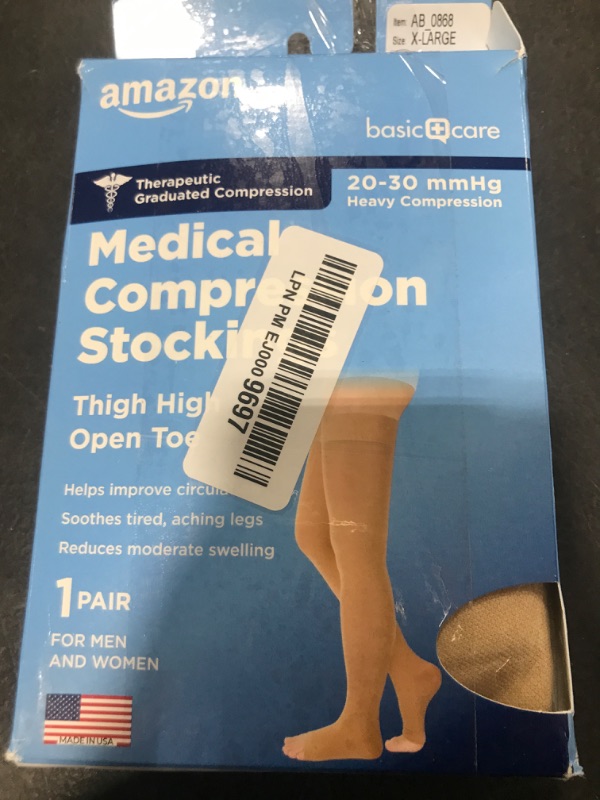 Item: AB_0868
Size: X-LARGE
amazon
basic care
Therapeutic
Graduated Compression
20-30 mmHg
Heavy Compression
Medical
Compre on
Stocki s
LPN PM EJ000 9697
Thigh High
Open Toe
Helps improve circula
Soothes tired, aching legs
Reduces moderate swelling
1 PAIR
FOR MEN
AND WOMEN
MADE IN USA